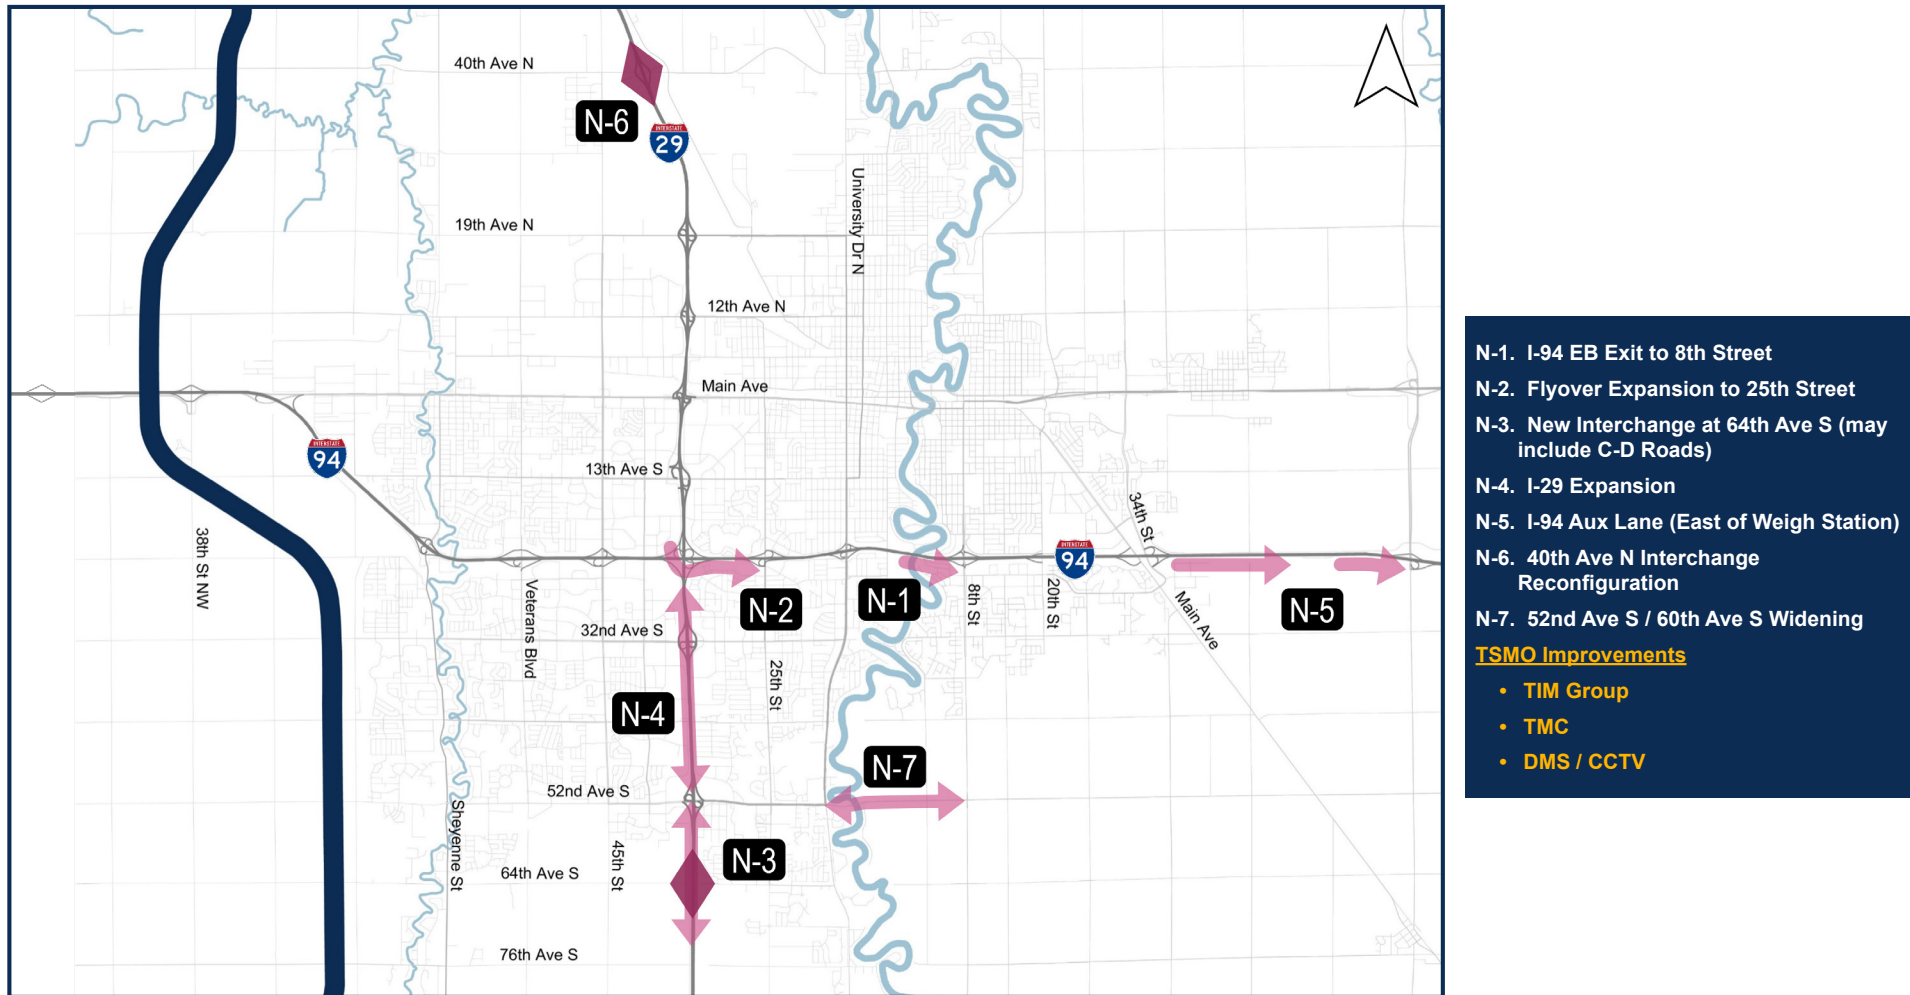 40th Ave N
N-6
INTERSTATE
29
University Dr N
19th Ave N
12th Ave N
Main Ave
INTERSTATE
94
13th Ave S
34th St
38th St NW
INTERSTATE
94
Veterans Blvd
N-2
N-1
8th St
20th St
N-5
Main Ave
32nd Ave S
25th St
N-4
N-7
52nd Ave S
Sheyenne St
45th St
N-3
64th Ave S
76th Ave S
N-1. I-94 EB Exit to 8th Street
N-2. Flyover Expansion to 25th Street
N-3. New Interchange at 64th Ave S (may
include C-D Roads)
N-4. I-29 Expansion
N-5. I-94 Aux Lane (East of Weigh Station)
N-6. 40th Ave N Interchange
Reconfiguration
N-7. 52nd Ave S / 60th Ave S Widening
TSMO Improvements
• TIM Group
• TMC
• DMS / CCTV